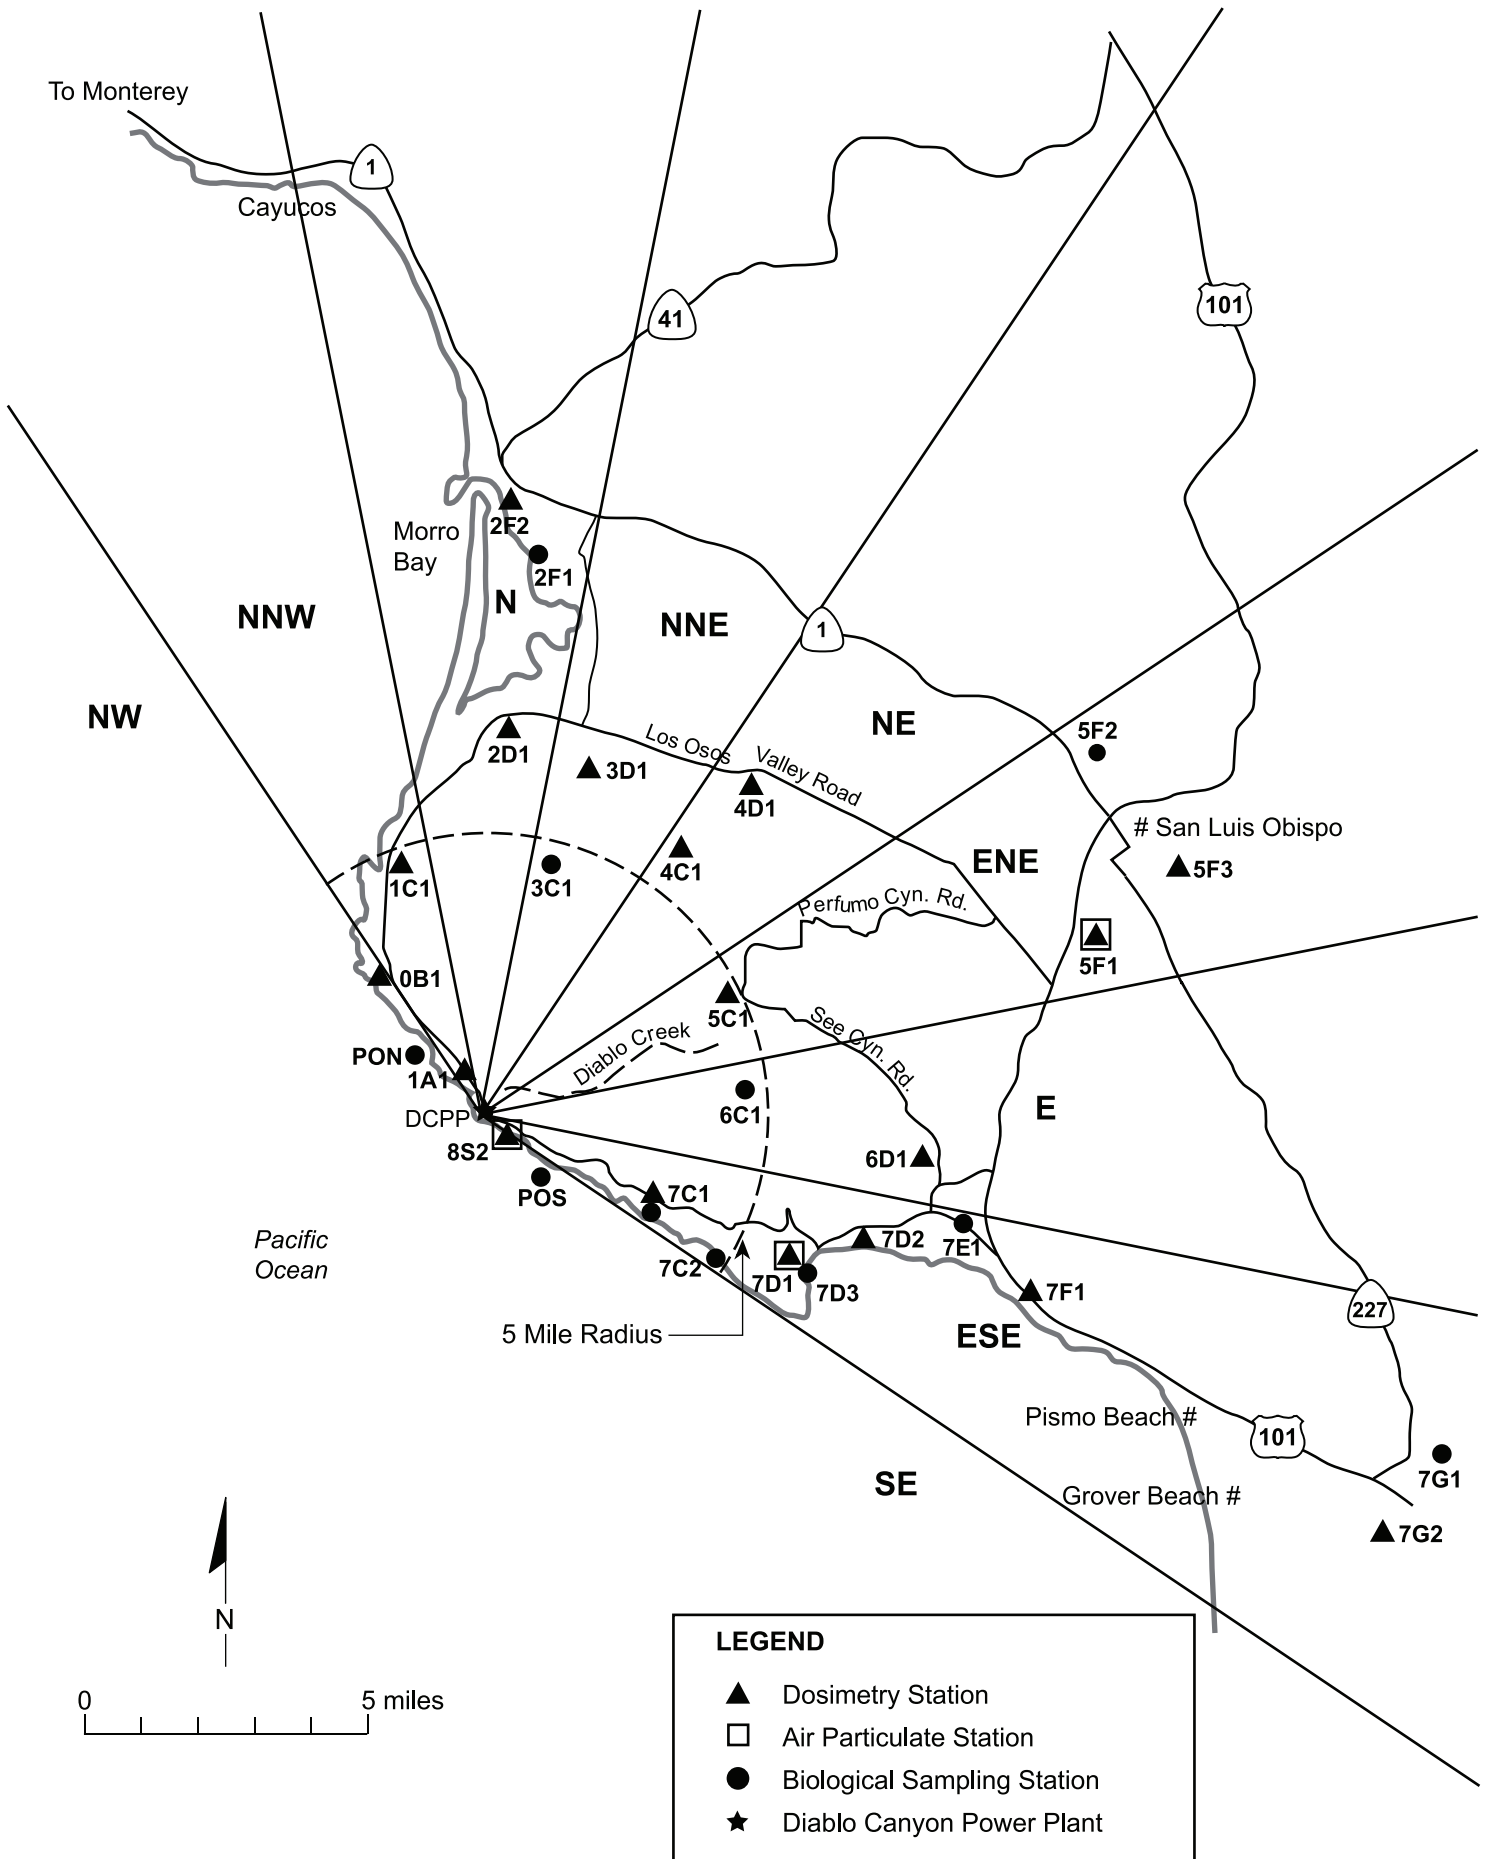 To Monterey
1
Cayucos
41
101
Morro
Bay
2F2
2F1
N
NNW
NNE
1
NW
NE
5F2
Los Osos
Valley Road
2D1
3D1
4D1
# San Luis Obispo
ENE
5F3
1C1
3C1
4C1
Perfumo Cyn. Rd.
5F1
0B1
5C1
See Cyn. Rd.
Diablo Creek
PON
1A1
DCPP
6C1
E
8S2
6D1
POS
7C1
Pacific
Ocean
7C2
7D1
7D3
7D2
7E1
7F1
227
5 Mile Radius
ESE
Pismo Beach #
101
SE
Grover Beach #
7G1
7G2
N
0 5 miles
LEGEND
Dosimetry Station
Air Particulate Station
Biological Sampling Station
Diablo Canyon Power Plant